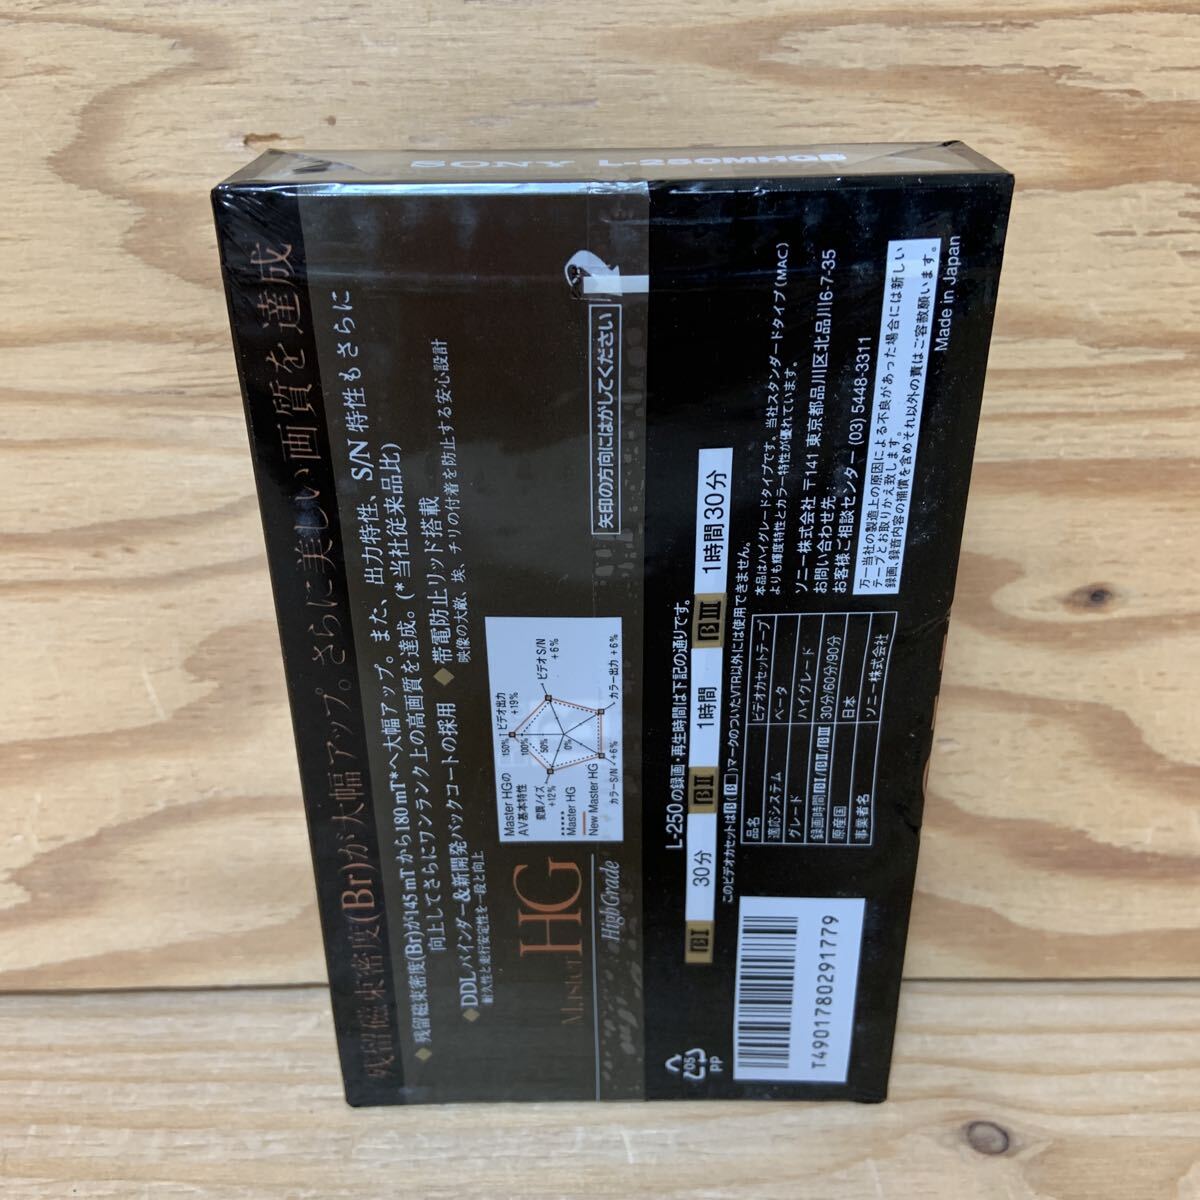 SONY L-250MHGB
残留磁束密度(Br)が大幅アップ。さらに美しい画質を達成
◆残留磁束密度(Br)が145mTから180mT*へ大幅アップ。また、出力特性、S/N特性もさらに
向上してさらにワンランク上の高画質を達成。(*当社従来品比)
◆DDLバインダー&新開発バックコートの採用
耐久性と走行安定性を一段と向上
◆帯電防止リッド搭載
映像の大敵、埃、チリの付着を防止する安心設計
Master HG
High Grade
Master HGの
AV基本特性
150%
100%
50%
0%
ビデオ出力
+19%
ビデオS/N
+6%
カラー出力 +6%
カラーS/N +6%
変調ノイズ
+12%
Master HG
New Master HG
矢印の方向にはがしてください
L-250の録画・再生時間は下記の通りです。
βI 30分 βII 1時間 βIII 1時間30分
このビデオカセットはβ(β)マークのついたVTR以外には使用できません。
品名 ビデオカセットテープ
適応システム ベータ
グレード ハイグレード
録画時間βI/βII/βIII 30分/60分/90分
原産国 日本
事業者名 ソニー株式会社
本品はハイグレードタイプです。当社スタンダードタイプ(MAC)
よりも輝度特性とカラー特性が優れています。
ソニー株式会社 〒141 東京都品川区北品川6-7-35
お問い合わせ先
お客様ご相談センター (03) 5448-3311
万一当社の製造上の原因による不良があった場合には新しい
テープとお取りかえ致します。
録画、録音内容の補償を含めそれ以外の責はご容赦願います。
Made in Japan
05
PP
T4901780291779